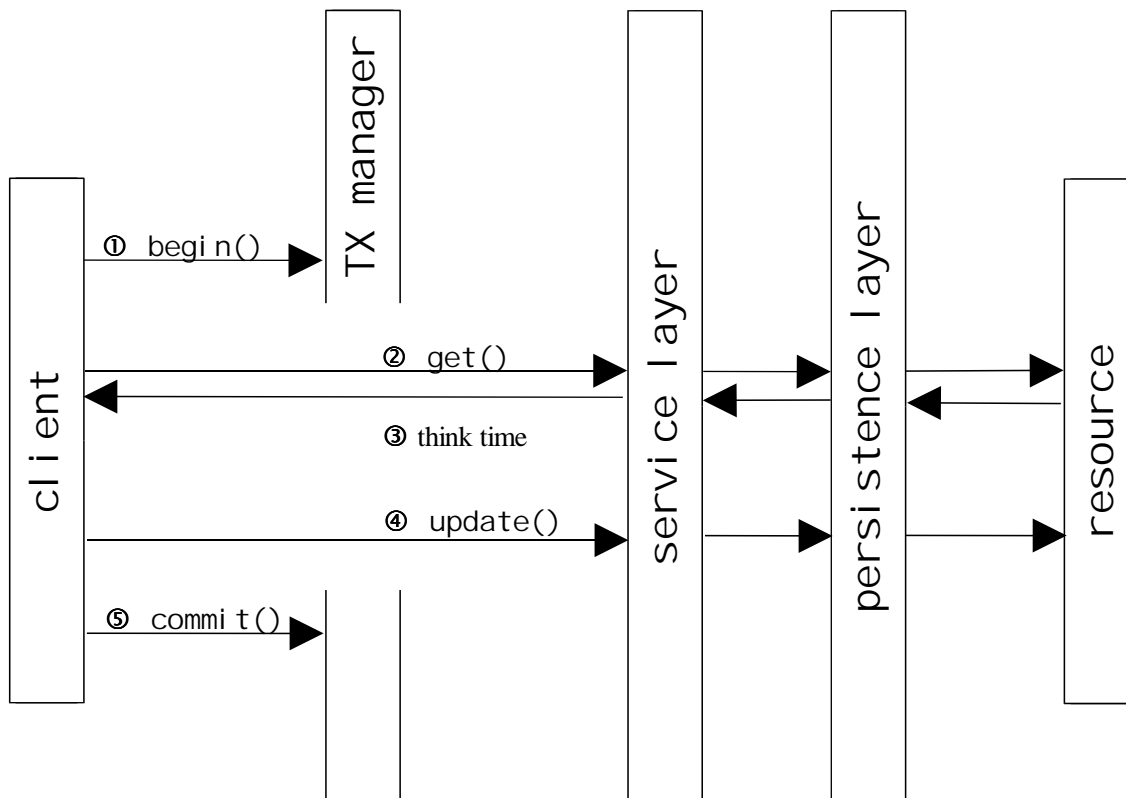 TX manager
① begin()
② get()
③ think time
④ update()
⑤ commit()
client
service layer
persistence layer
resource